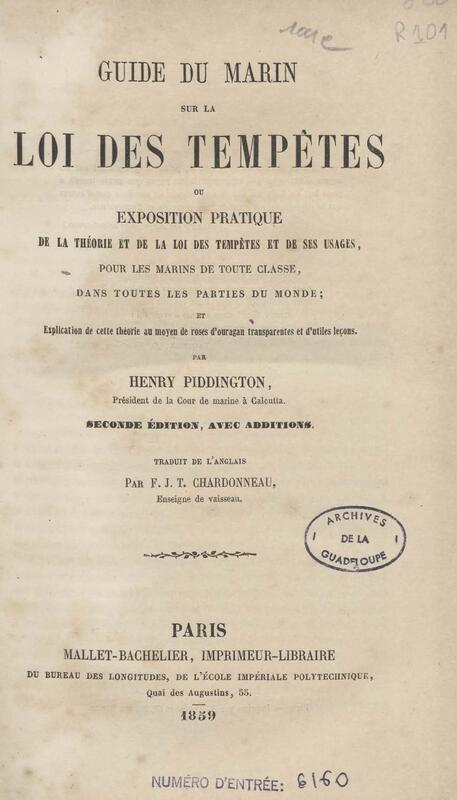 R 101
GUIDE DU MARIN
SUR LA
LOI DES TEMPÊTES
OU
EXPOSITION PRATIQUE
DE LA THÉORIE ET DE LA LOI DES TEMPÊTES ET DE SES USAGES,
POUR LES MARINS DE TOUTE CLASSE,
DANS TOUTES LES PARTIES DU MONDE;
ET
Explication de cette théorie au moyen de roses d'ouragan transparentes et d'utiles leçons.
PAR
HENRY PIDDINGTON,
Président de la Cour de marine à Calcutta.
SECONDE ÉDITION, AVEC ADDITIONS.
TRADUIT DE L'ANGLAIS
PAR F. J. T. CHARDONNEAU,
Enseigne de vaisseau.
ARCHIVES
DE LA
GUADELOUPE
PARIS
MALLET-BACHELIER, IMPRIMEUR-LIBRAIRE
DU BUREAU DES LONGITUDES, DE L'ÉCOLE IMPÉRIALE POLYTECHNIQUE,
Quai des Augustins, 55.
1859
NUMÉRO D'ENTRÉE: 6160